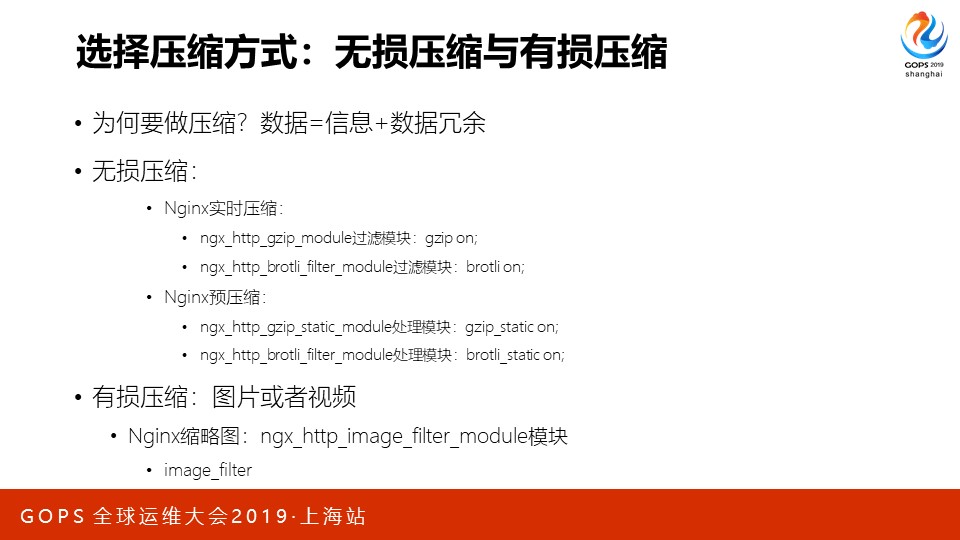 选择压缩方式：无损压缩与有损压缩
GOPS 2019
shanghai
• 为何要做压缩？数据=信息+数据冗余
• 无损压缩：
• Nginx实时压缩：
• ngx_http_gzip_module过滤模块：gzip on;
• ngx_http_brotli_filter_module过滤模块：brotli on;
• Nginx预压缩：
• ngx_http_gzip_static_module处理模块：gzip_static on;
• ngx_http_brotli_filter_module处理模块：brotli_static on;
• 有损压缩：图片或者视频
• Nginx缩略图：ngx_http_image_filter_module模块
• image_filter
GOPS 全球运维大会2019·上海站